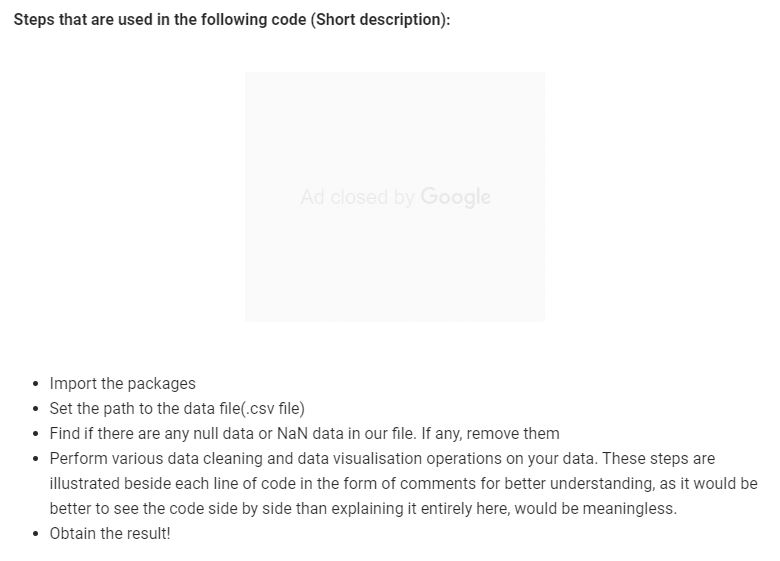 Steps that are used in the following code (Short description):
Ad closed by Google
Import the packages
Set the path to the data file(.csv file)
Find if there are any null data or NaN data in our file. If any, remove them
Perform various data cleaning and data visualisation operations on your data. These steps are
illustrated beside each line of code in the form of comments for better understanding, as it would be
better to see the code side by side than explaining it entirely here, would be meaningless.
Obtain the result!